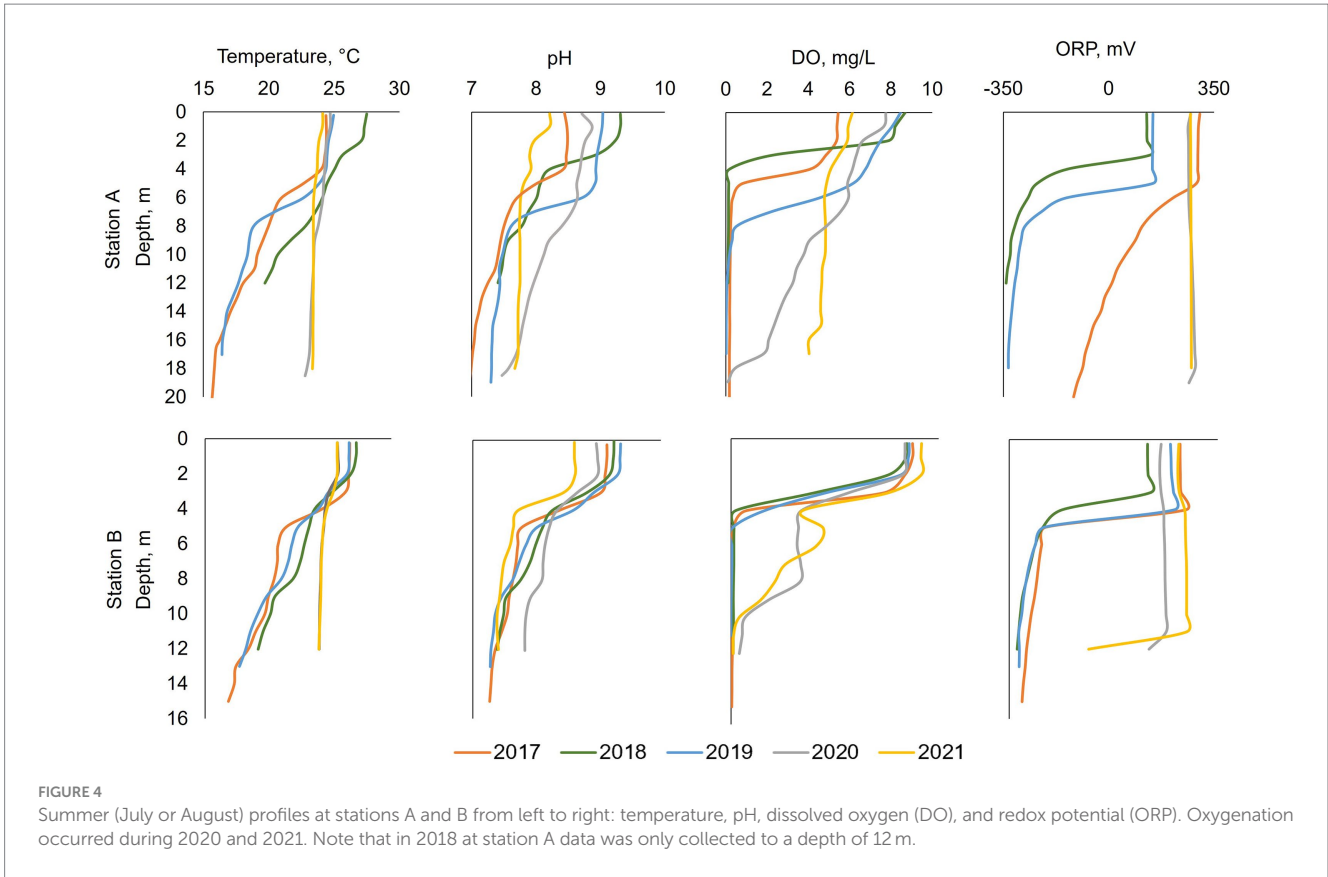 Temperature, °C
pH
DO, mg/L
ORP, mV
15 20 25 30
7 8 9 10
0 2 4 6 8 10
-350 0 350
Station A
Depth, m
0
2
4
6
8
10
12
14
16
18
20
Station B
Depth, m
0
2
4
6
8
10
12
14
16
2017 2018 2019 2020 2021
FIGURE 4
Summer (July or August) profiles at stations A and B from left to right: temperature, pH, dissolved oxygen (DO), and redox potential (ORP). Oxygenation
occurred during 2020 and 2021. Note that in 2018 at station A data was only collected to a depth of 12 m.